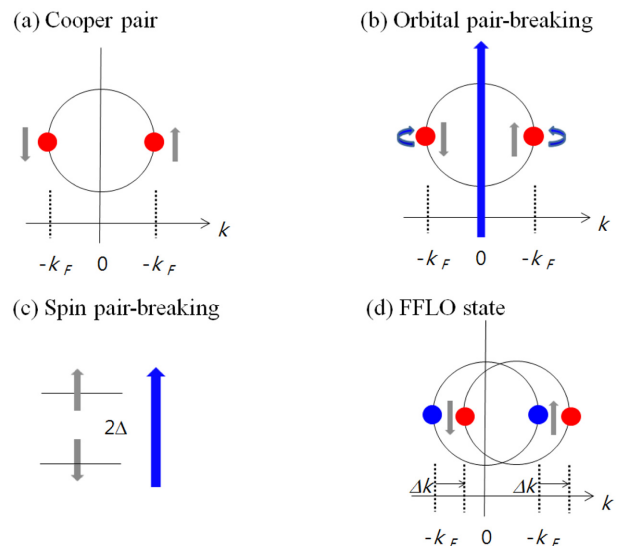 (a) Cooper pair
k
-k F 0 -k F
(b) Orbital pair-breaking
k
-k F 0 -k F
(c) Spin pair-breaking
2Δ
(d) FFLO state
Δk Δk
k
-k F 0 -k F